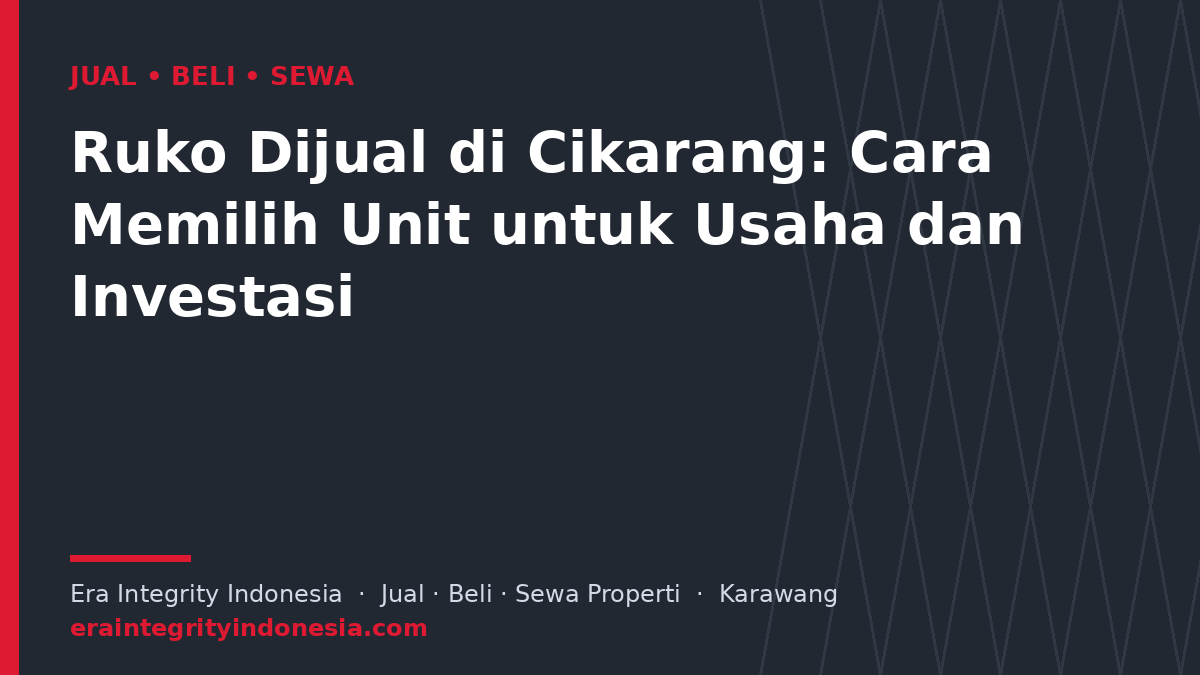 JUAL • BELI • SEWA
Ruko Dijual di Cikarang: Cara
Memilih Unit untuk Usaha dan
Investasi
Era Integrity Indonesia · Jual · Beli · Sewa Properti · Karawang
eraintegrityindonesia.com